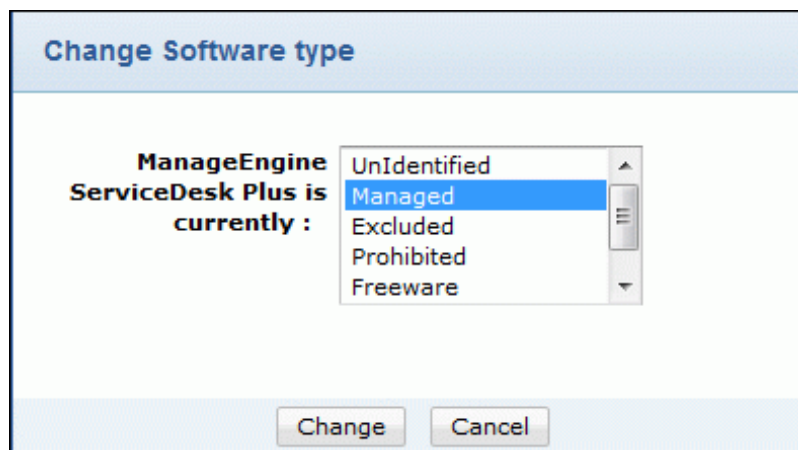 Change Software type
ManageEngine
ServiceDesk Plus is
currently :
UnIdentified
Managed
Excluded
Prohibited
Freeware
Change
Cancel